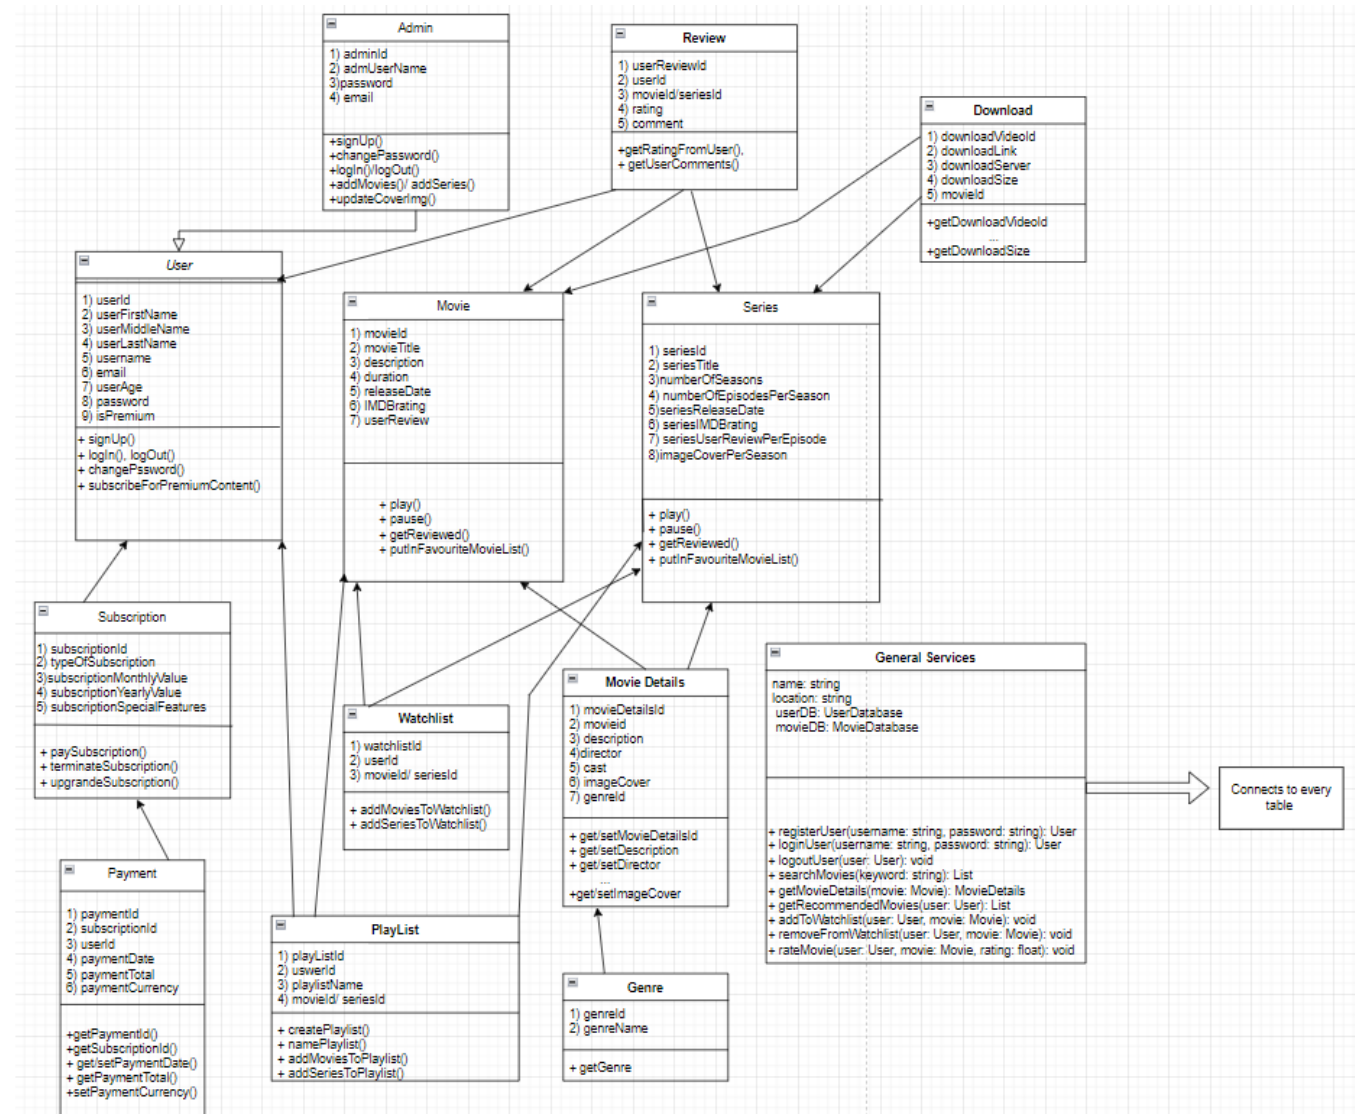 Admin
1) adminId
2) admUserName
3)password
4) email
+signUp()
+changePassword()
+logIn()/logOut()
+addMovies()/ addSeries()
+updateCoverImg()
Review
1) userReviewId
2) userId
3) movieId/seriesId
4) rating
5) comment
+getRatingFromUser(),
+ getUserComments()
Download
1) downloadVideoId
2) downloadLink
3) downloadServer
4) downloadSize
5) movieId
+getDownloadVideoId
...
+getDownloadSize
User
1) userId
2) userFirstName
3) userMiddleName
4) userLastName
5) username
6) email
7) userAge
8) password
9) isPremium
+ signUp()
+ logIn(), logOut()
+ changePssword()
+ subscribeForPremiumContent()
Movie
1) movieId
2) movieTitle
3) description
4) duration
5) releaseDate
6) IMDBrating
7) userReview
+ play()
+ pause()
+ getReviewed()
+ putInFavouriteMovieList()
Series
1) seriesId
2) seriesTitle
3)numberOfSeasons
4) numberOfEpisodesPerSeason
5)seriesReleaseDate
6) seriesIMDBrating
7) seriesUserReviewPerEpisode
8)imageCoverPerSeason
+ play()
+ pause()
+ getReviewed()
+ putInFavouriteMovieList()
Subscription
1) subscriptionId
2) typeOfSubscription
3)subscriptionMonthlyValue
4) subscriptionYearlyValue
5) subscriptionSpecialFeatures
+ paySubscription()
+ terminateSubscription()
+ upgrandeSubscription()
Watchlist
1) watchlistId
2) userId
3) movieId/ seriesId
+ addMoviesToWatchlist()
+ addSeriesToWatchlist()
Movie Details
1) movieDetailsId
2) movieid
3) description
4)director
5) cast
6) imageCover
7) genreId
+ get/setMovieDetailsId
+ get/setDescription
+ get/setDirector
...
+get/setImageCover
General Services
name: string
location: string
userDB: UserDatabase
movieDB: MovieDatabase
+ registerUser(username: string, password: string): User
+ loginUser(username: string, password: string): User
+ logoutUser(user: User): void
+ searchMovies(keyword: string): List
+ getMovieDetails(movie: Movie): MovieDetails
+ getRecommendedMovies(user: User): List
+ addToWatchlist(user: User, movie: Movie): void
+ removeFromWatchlist(user: User, movie: Movie): void
+ rateMovie(user: User, movie: Movie, rating: float): void
Connects to every
table
Payment
1) paymentId
2) subscriptionId
3) userId
4) paymentDate
5) paymentTotal
6) paymentCurrency
+getPaymentId()
+getSubscriptionId()
+ get/setPaymentDate()
+ getPaymentTotal()
+setPaymentCurrency()
PlayList
1) playListId
2) uswerId
3) playlistName
4) movieId/ seriesId
+ createPlaylist()
+ namePlaylist()
+ addMoviesToPlaylist()
+ addSeriesToPlaylist()
Genre
1) genreId
2) genreName
+ getGenre